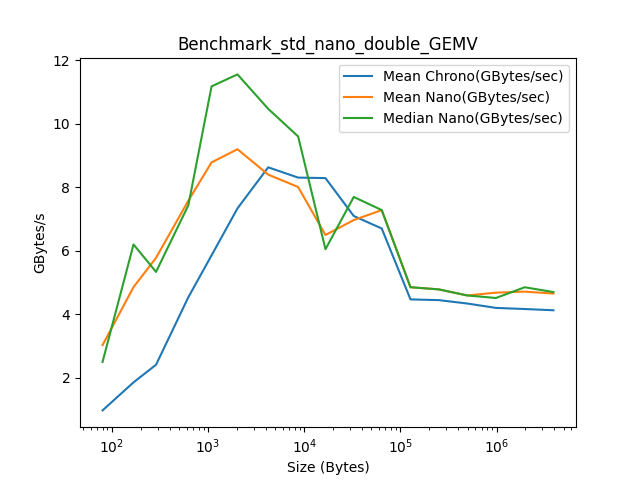 Benchmark_std_nano_double_GEMV
Mean Chrono(GBytes/sec)
Mean Nano(GBytes/sec)
Median Nano(GBytes/sec)
GBytes/s
12
10
8
6
4
2
10²
10³
10⁴
10⁵
10⁶
Size (Bytes)